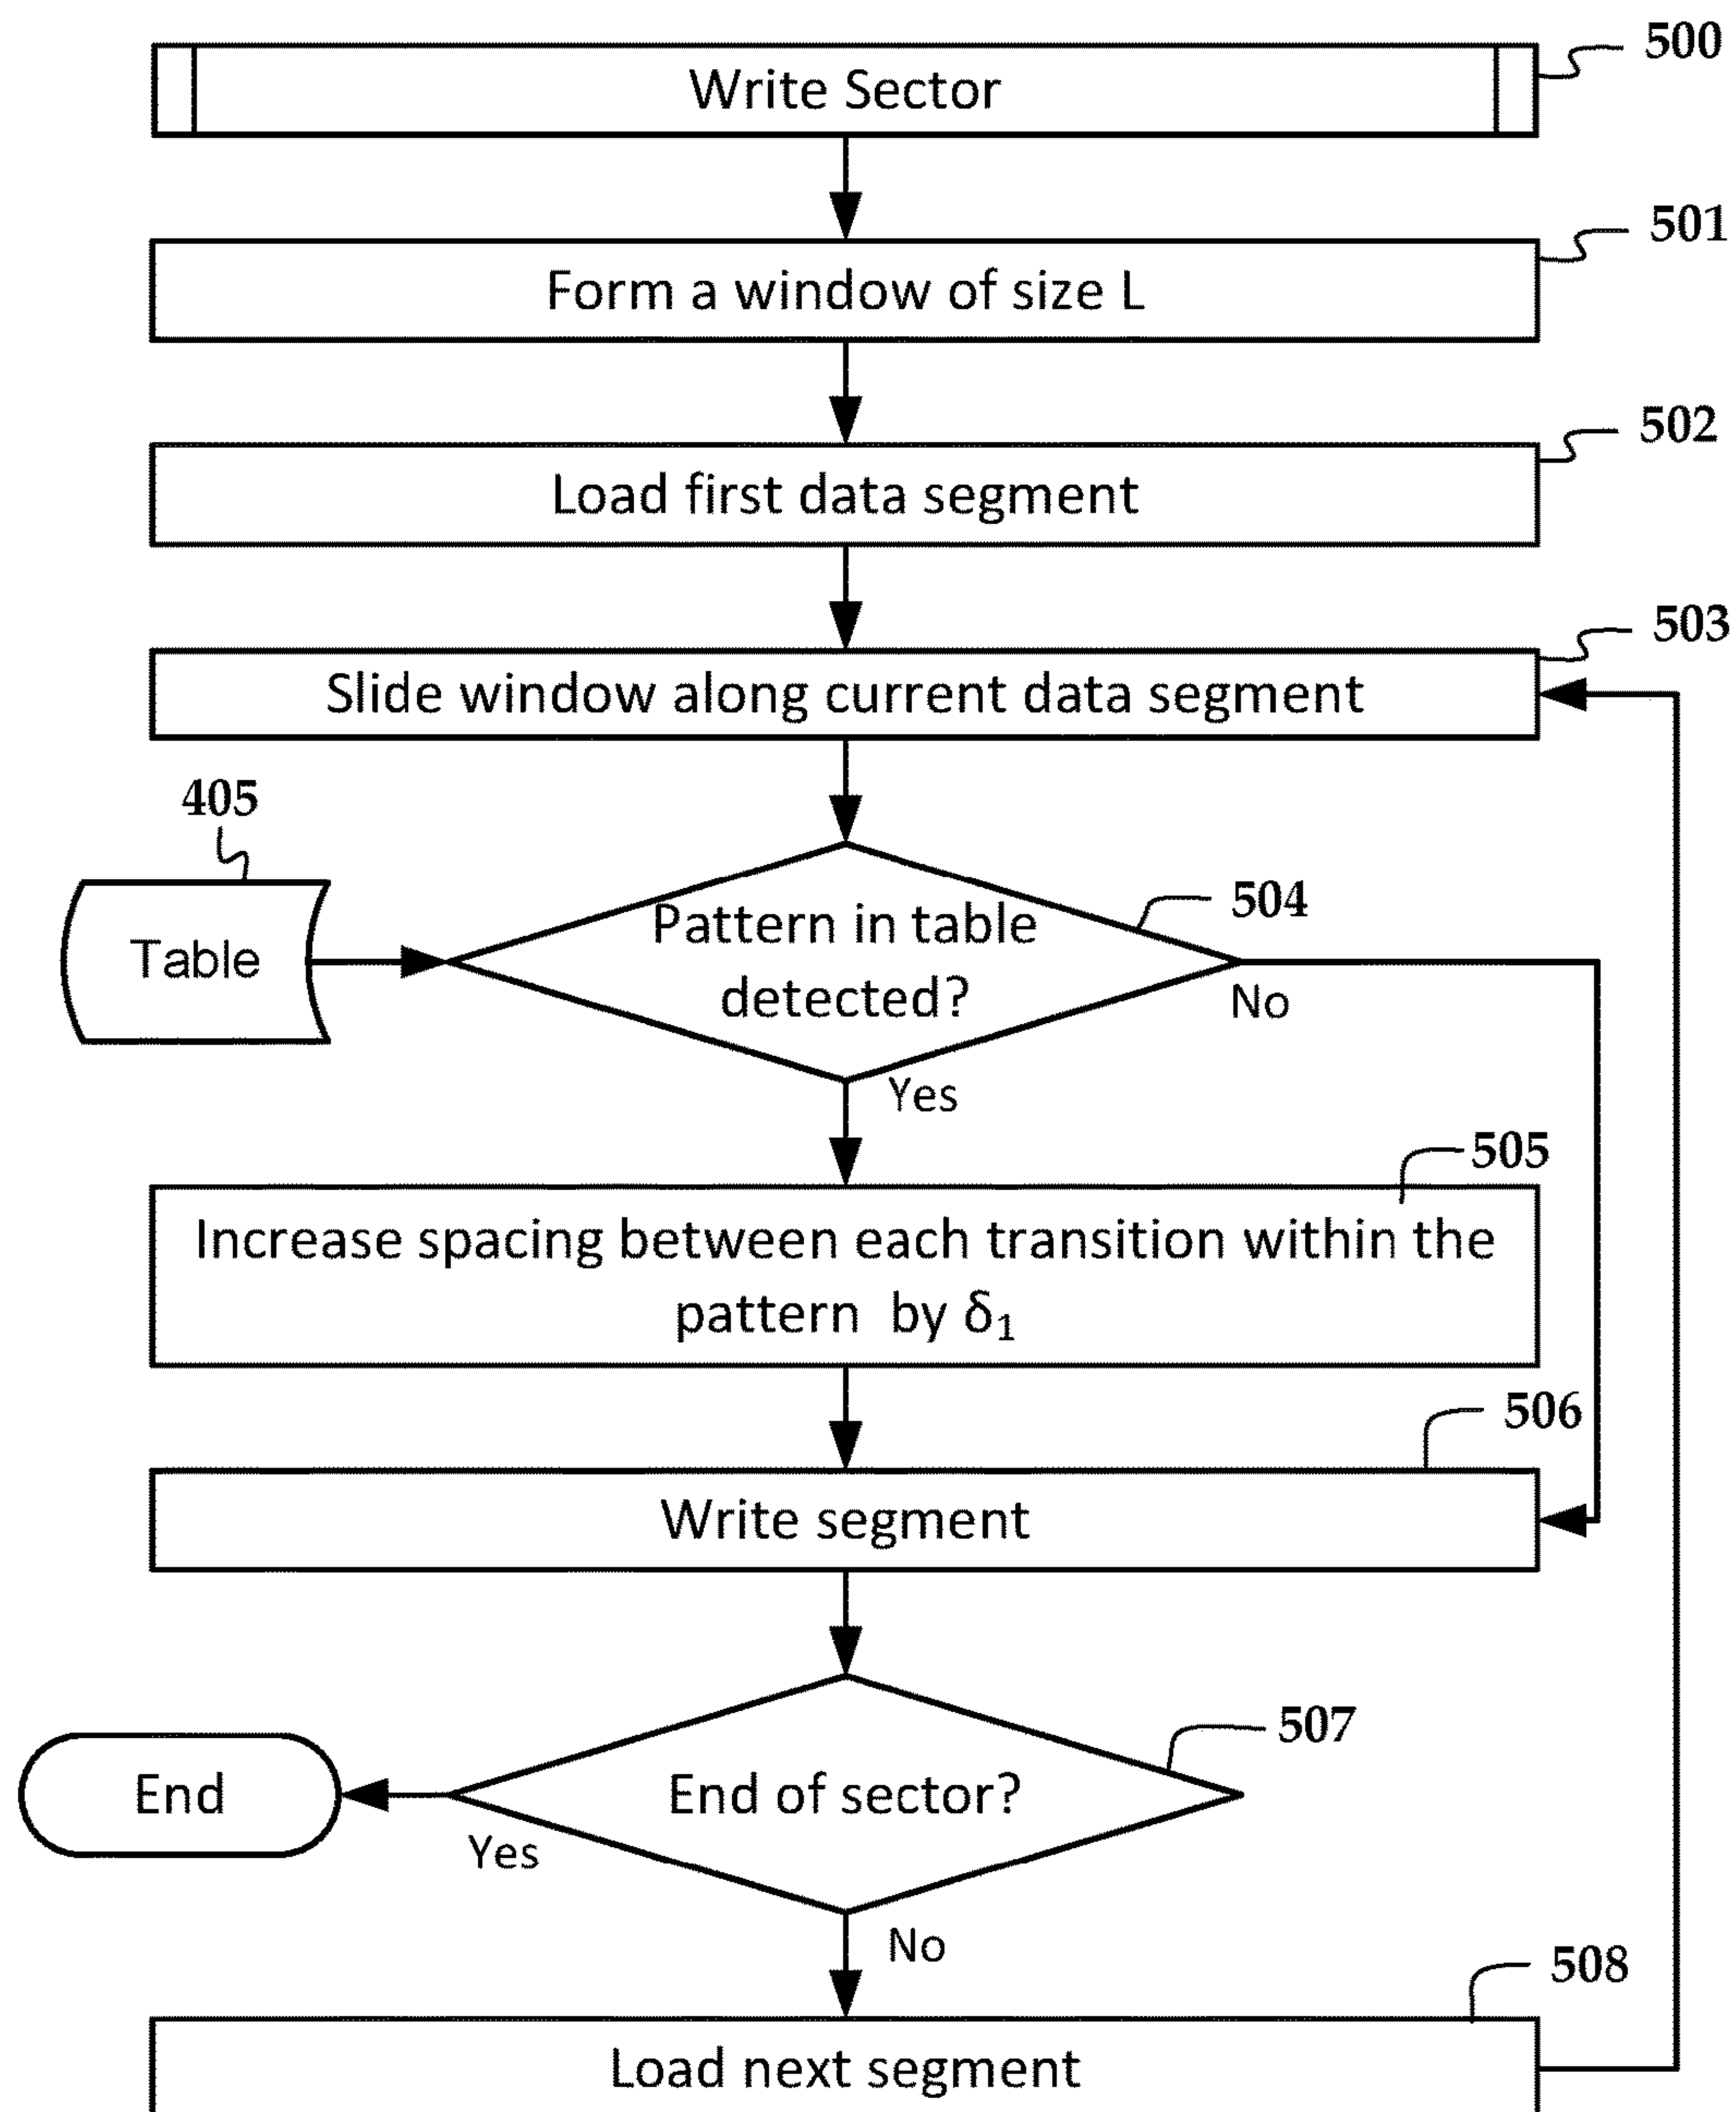 500
Write Sector
501
Form a window of size L
502
Load first data segment
503
Slide window along current data segment
405
Table
504
Pattern in table
detected?
No
Yes
505
Increase spacing between each transition within the
pattern by δ₁
506
Write segment
507
End of sector?
End
Yes
No
508
Load next segment